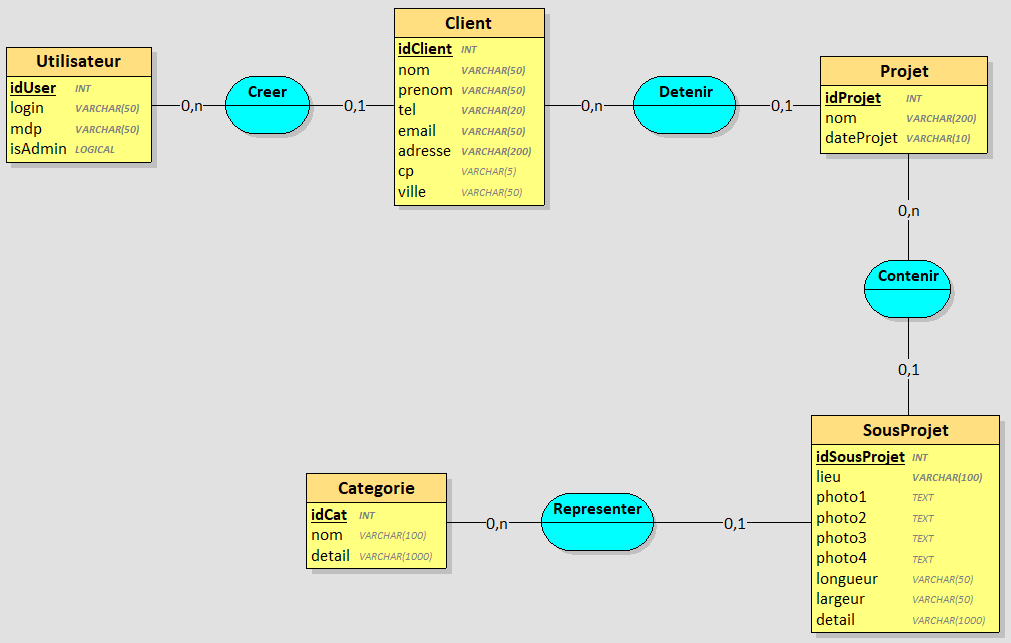 Utilisateur
idUser INT
login VARCHAR(50)
mdp VARCHAR(50)
isAdmin LOGICAL
0,n
Creer
0,1
Client
idClient INT
nom VARCHAR(50)
prenom VARCHAR(50)
tel VARCHAR(20)
email VARCHAR(50)
adresse VARCHAR(200)
cp VARCHAR(5)
ville VARCHAR(50)
0,n
Detenir
0,1
Projet
idProjet INT
nom VARCHAR(200)
dateProjet VARCHAR(10)
0,n
Contenir
0,1
Categorie
idCat INT
nom VARCHAR(100)
detail VARCHAR(1000)
0,n
Representer
0,1
SousProjet
idSousProjet INT
lieu VARCHAR(100)
photo1 TEXT
photo2 TEXT
photo3 TEXT
photo4 TEXT
longueur VARCHAR(50)
largeur VARCHAR(50)
detail VARCHAR(1000)